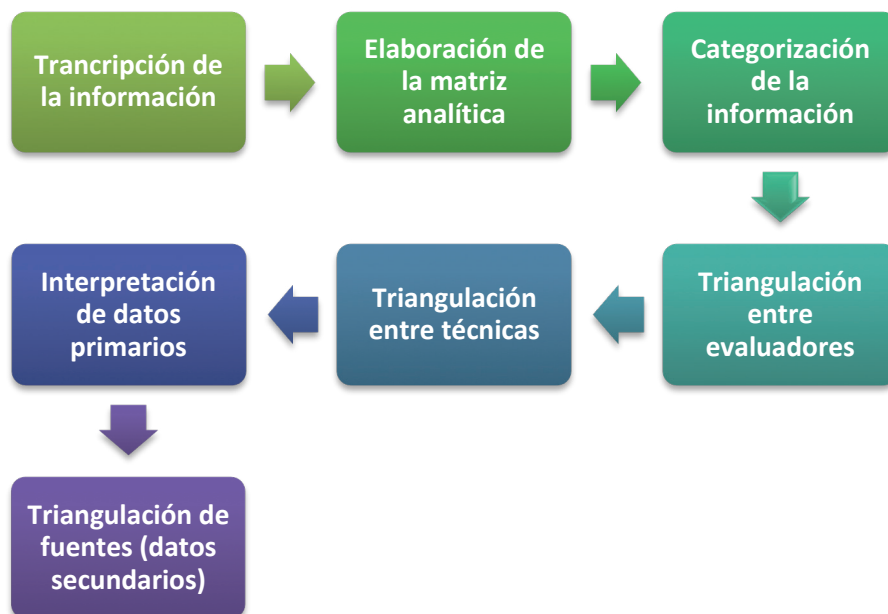 Trancripción de
la información
Elaboración de
la matriz
analítica
Categorización
de la
información
Triangulación
entre
evaluadores
Triangulación
entre técnicas
Interpretación
de datos
primarios
Triangulación de
fuentes (datos
secundarios)